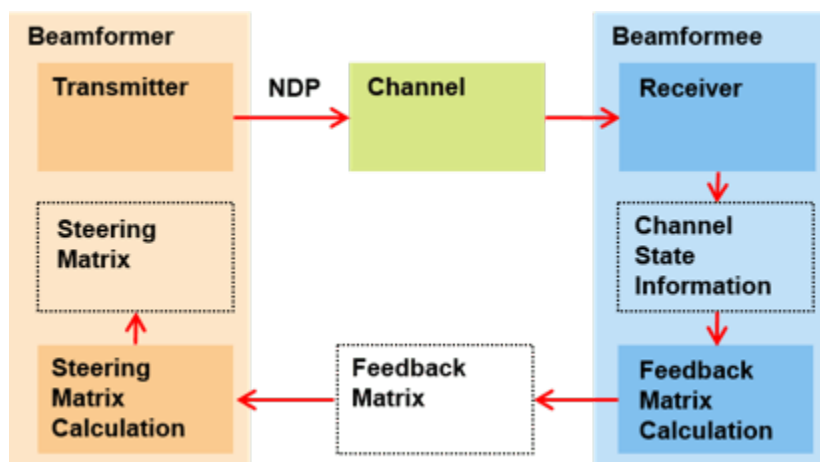 Beamformer
Beamformee
Transmitter
NDP
Channel
Receiver
Steering
Matrix
Channel
State
Information
Steering
Matrix
Calculation
Feedback
Matrix
Feedback
Matrix
Calculation